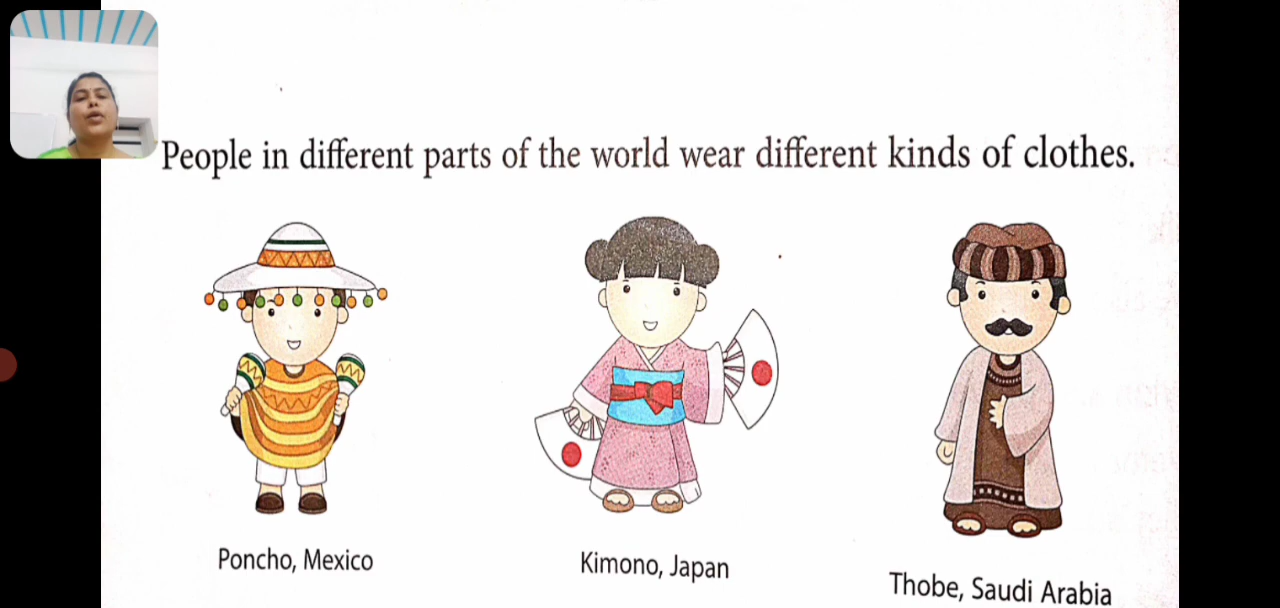 People in different parts of the world wear different kinds of clothes.
Poncho, Mexico
Kimono, Japan
Thobe, Saudi Arabia